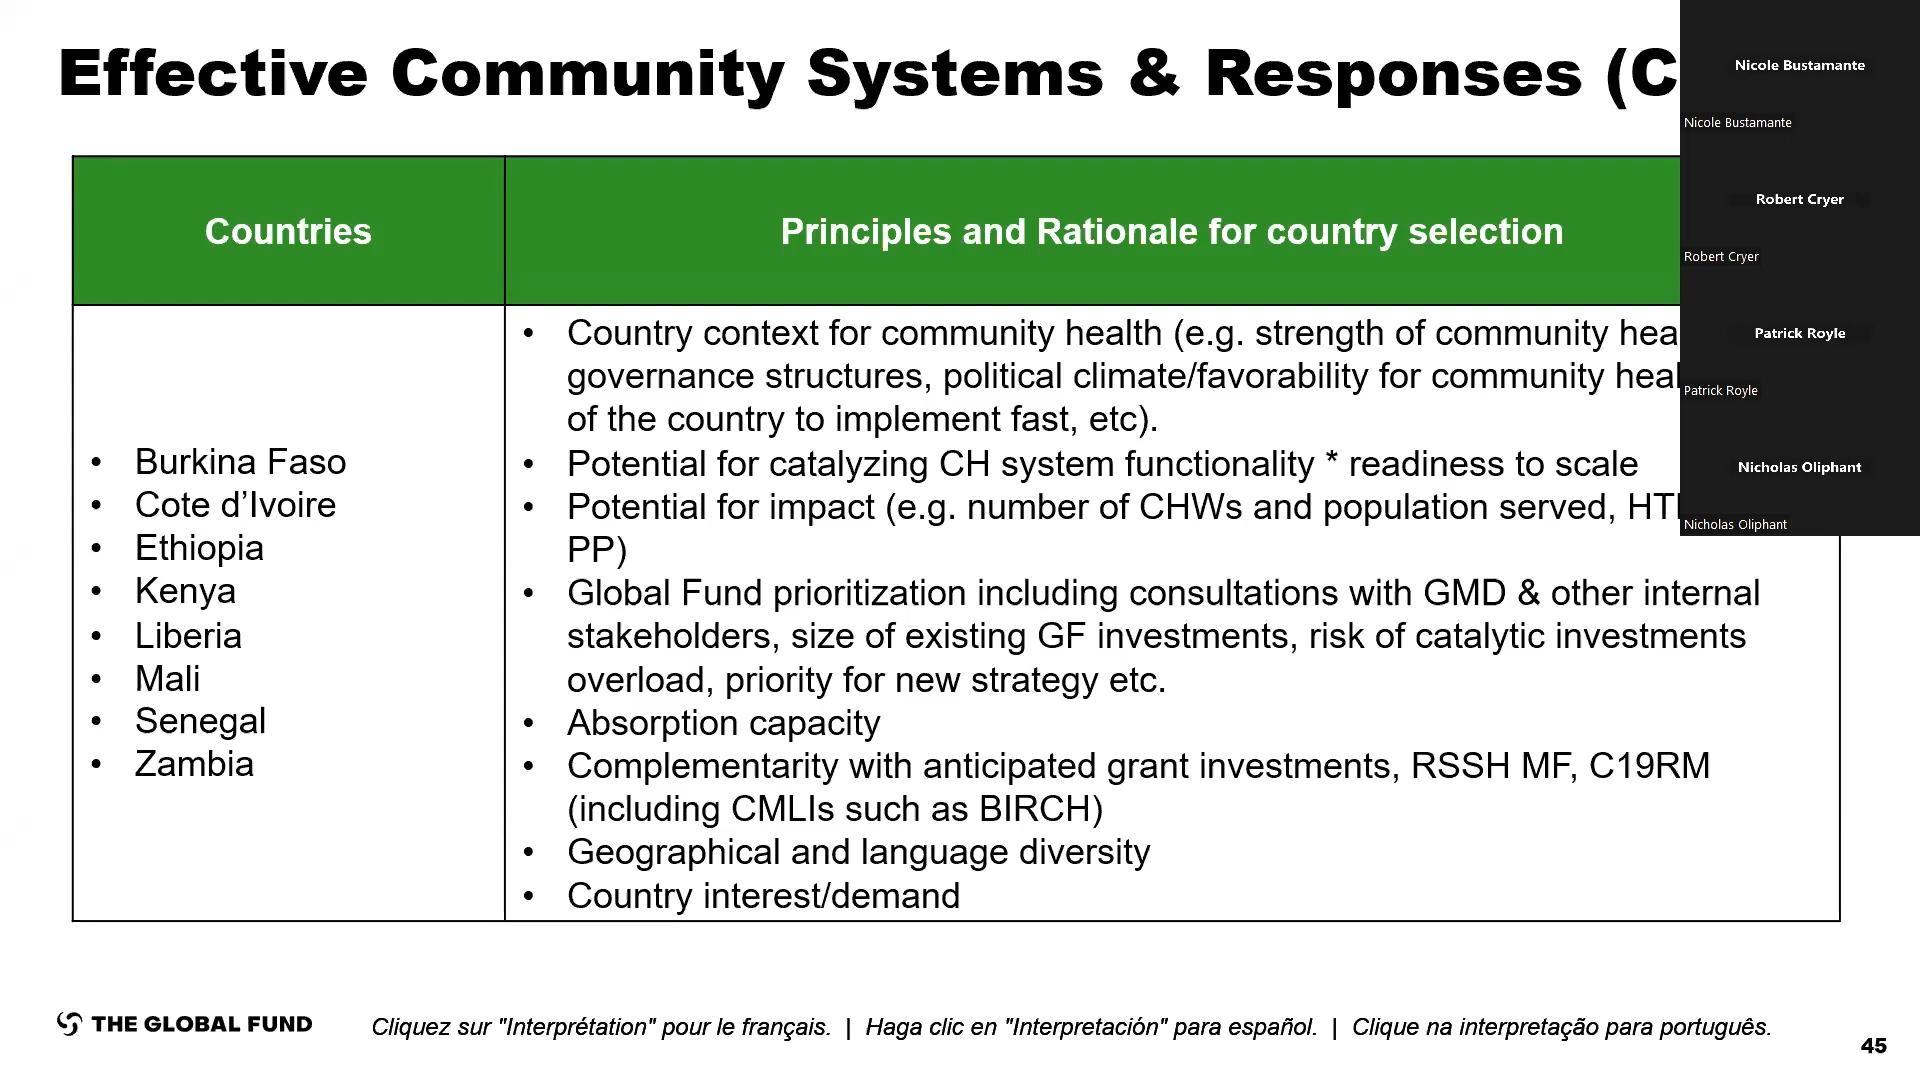 Effective Community Systems & Responses (C
Countries
Principles and Rationale for country selection
• Burkina Faso
• Cote d’Ivoire
• Ethiopia
• Kenya
• Liberia
• Mali
• Senegal
• Zambia
• Country context for community health (e.g. strength of community hea
governance structures, political climate/favorability for community heal
of the country to implement fast, etc).
• Potential for catalyzing CH system functionality * readiness to scale
• Potential for impact (e.g. number of CHWs and population served,
PP)
• Global Fund prioritization including consultations with GMD & other internal
stakeholders, size of existing GF investments, risk of catalytic investments
overload, priority for new strategy etc.
• Absorption capacity
• Complementarity with anticipated grant investments, RSSH MF, C19RM
(including CMLIs such as BIRCH)
• Geographical and language diversity
• Country interest/demand
Nicole Bustamante
Nicole Bustamante
Robert Cryer
Robert Cryer
Patrick Royle
Patrick Royle
Nicholas Oliphant
Nicholas Oliphant
THE GLOBAL FUND
Cliquez sur "Interprétation" pour le français. | Haga clic en "Interpretación" para español. | Clique na interpretação para português.
45